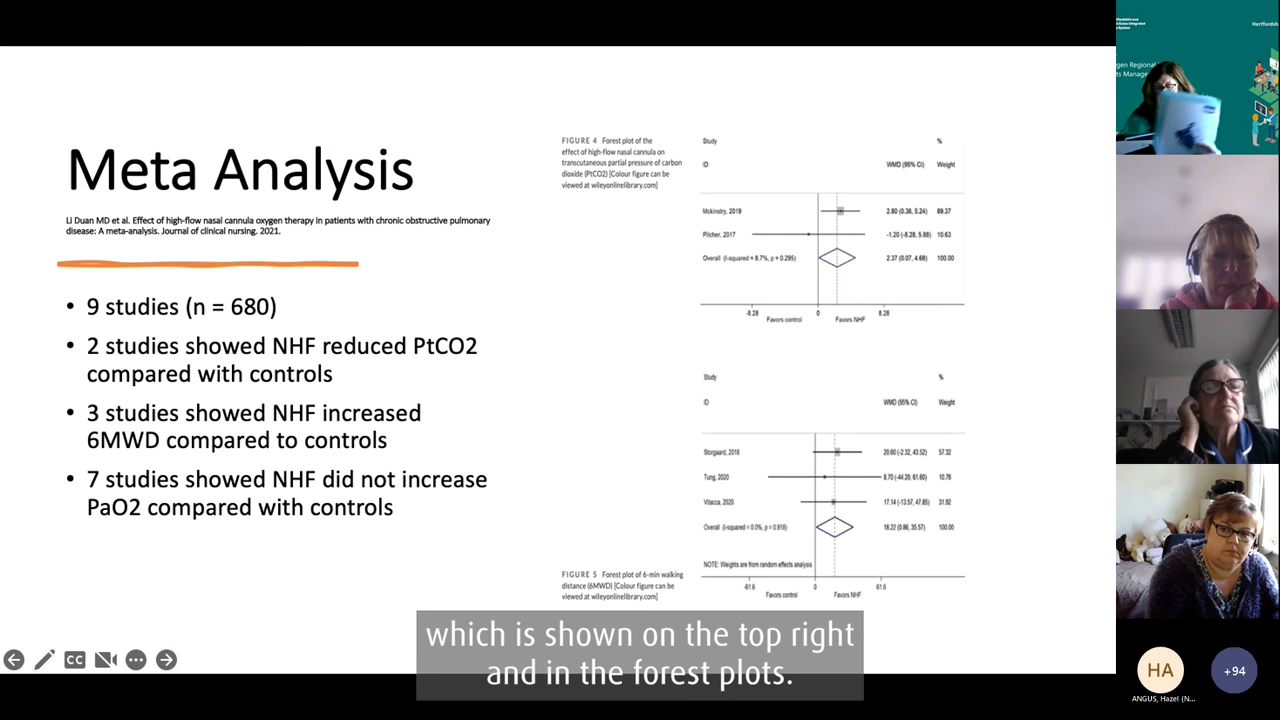 Meta Analysis
Li Duan MD et al. Effect of high-flow nasal cannula oxygen therapy in patients with chronic obstructive pulmonary
disease: A meta-analysis. Journal of clinical nursing. 2021.
• 9 studies (n = 680)
• 2 studies showed NHF reduced PtCO2
compared with controls
• 3 studies showed NHF increased
6MWD compared to controls
• 7 studies showed NHF did not increase
PaO2 compared with controls
FIGURE 4 Forest plot of the
effect of high-flow nasal cannula on
transcutaneous partial pressure of carbon
dioxide (PtCO2) [Colour figure can be
viewed at wileyonlinelibrary.com]
Study %
ID WMD (95% CI) Weight
Mckinstry, 2019 2.80 (0.36, 5.24) 89.37
Pilcher, 2017 -1.20 (-8.28, 5.88) 10.63
Overall (I-squared = 8.7%, p = 0.295) 2.37 (0.07, 4.68) 100.00
-8.28 0 8.28
Favors control Favors NHF
Study %
ID WMD (95% CI) Weight
Storgaard, 2018 20.60 (-2.32, 43.52) 57.32
Tung, 2020 8.70 (-44.20, 61.60) 10.76
Vitacca, 2020 17.14 (-13.57, 47.85) 31.92
Overall (I-squared = 0.0%, p = 0.918) 18.22 (0.86, 35.57) 100.00
NOTE: Weights are from random effects analysis
-61.6 0 61.6
Favors control Favors NHF
FIGURE 5 Forest plot of 6-min walking
distance (6MWD) [Colour figure can be
viewed at wileyonlinelibrary.com]
CC
which is shown on the top right
and in the forest plots.
Hertfords
gen Regional
ts Manag
HA
+94
ANGUS, Hazel (N...